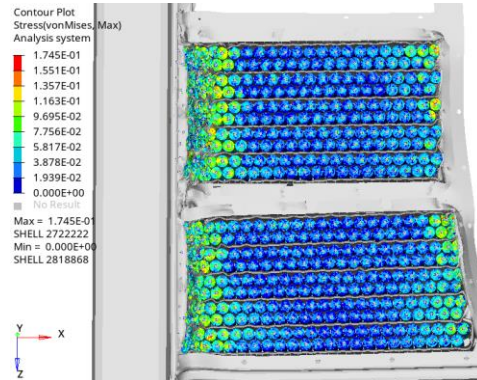 Contour Plot
Stress(vonMises, Max)
Analysis system
1.745E-01
1.551E-01
1.357E-01
1.163E-01
9.695E-02
7.756E-02
5.817E-02
3.878E-02
1.939E-02
0.000E+00
No Result
Max = 1.745E-01
SHELL 2722222
Min = 0.000E+00
SHELL 2818868
Y
X
Z